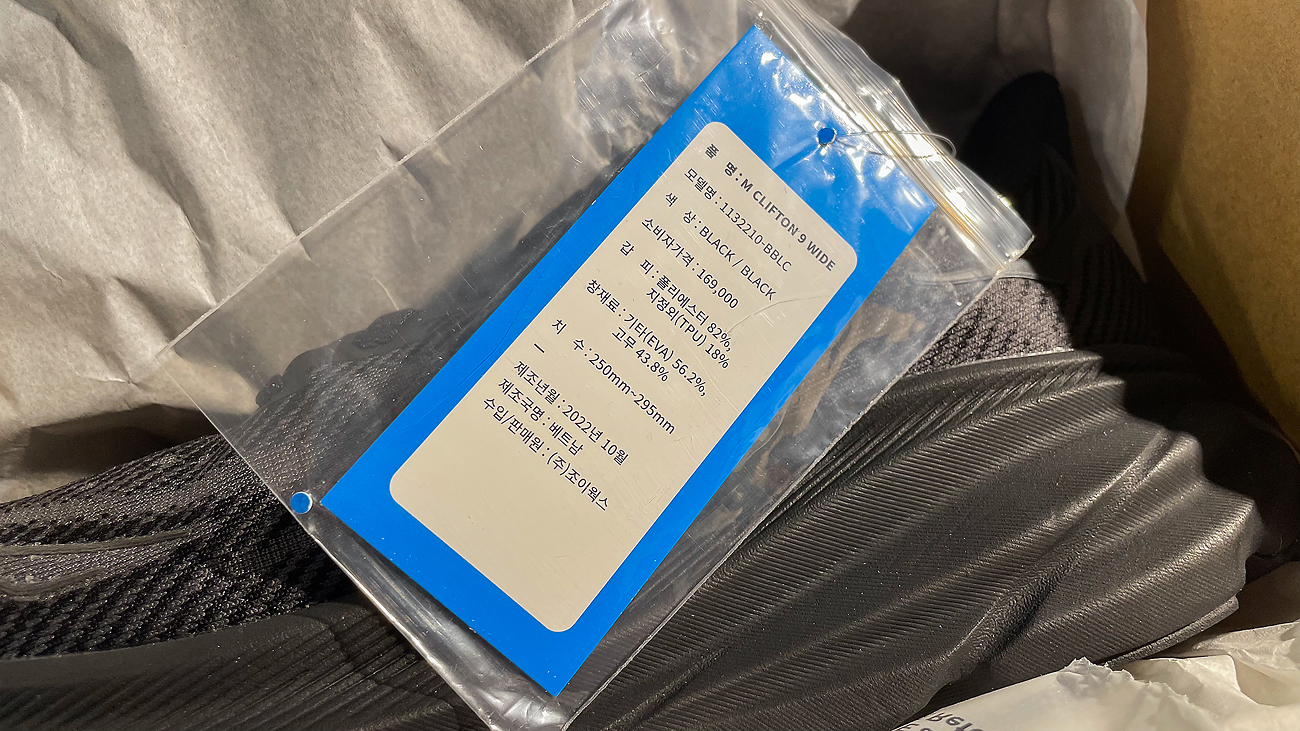 품 명 : M CLIFTON 9 WIDE
모델명 : 1132210-BBLC
색 상 : BLACK / BLACK
소비자가격 : 169,000
갑 피 : 폴리에스터 82%,
지정외(TPU) 18%
창재료 : 기타(EVA) 56.2%,
고무 43.8%
치 수 : 250mm~295mm
제조년월 : 2022년 10월
제조국명 : 베트남
수입/판매원 : (주)조이웍스